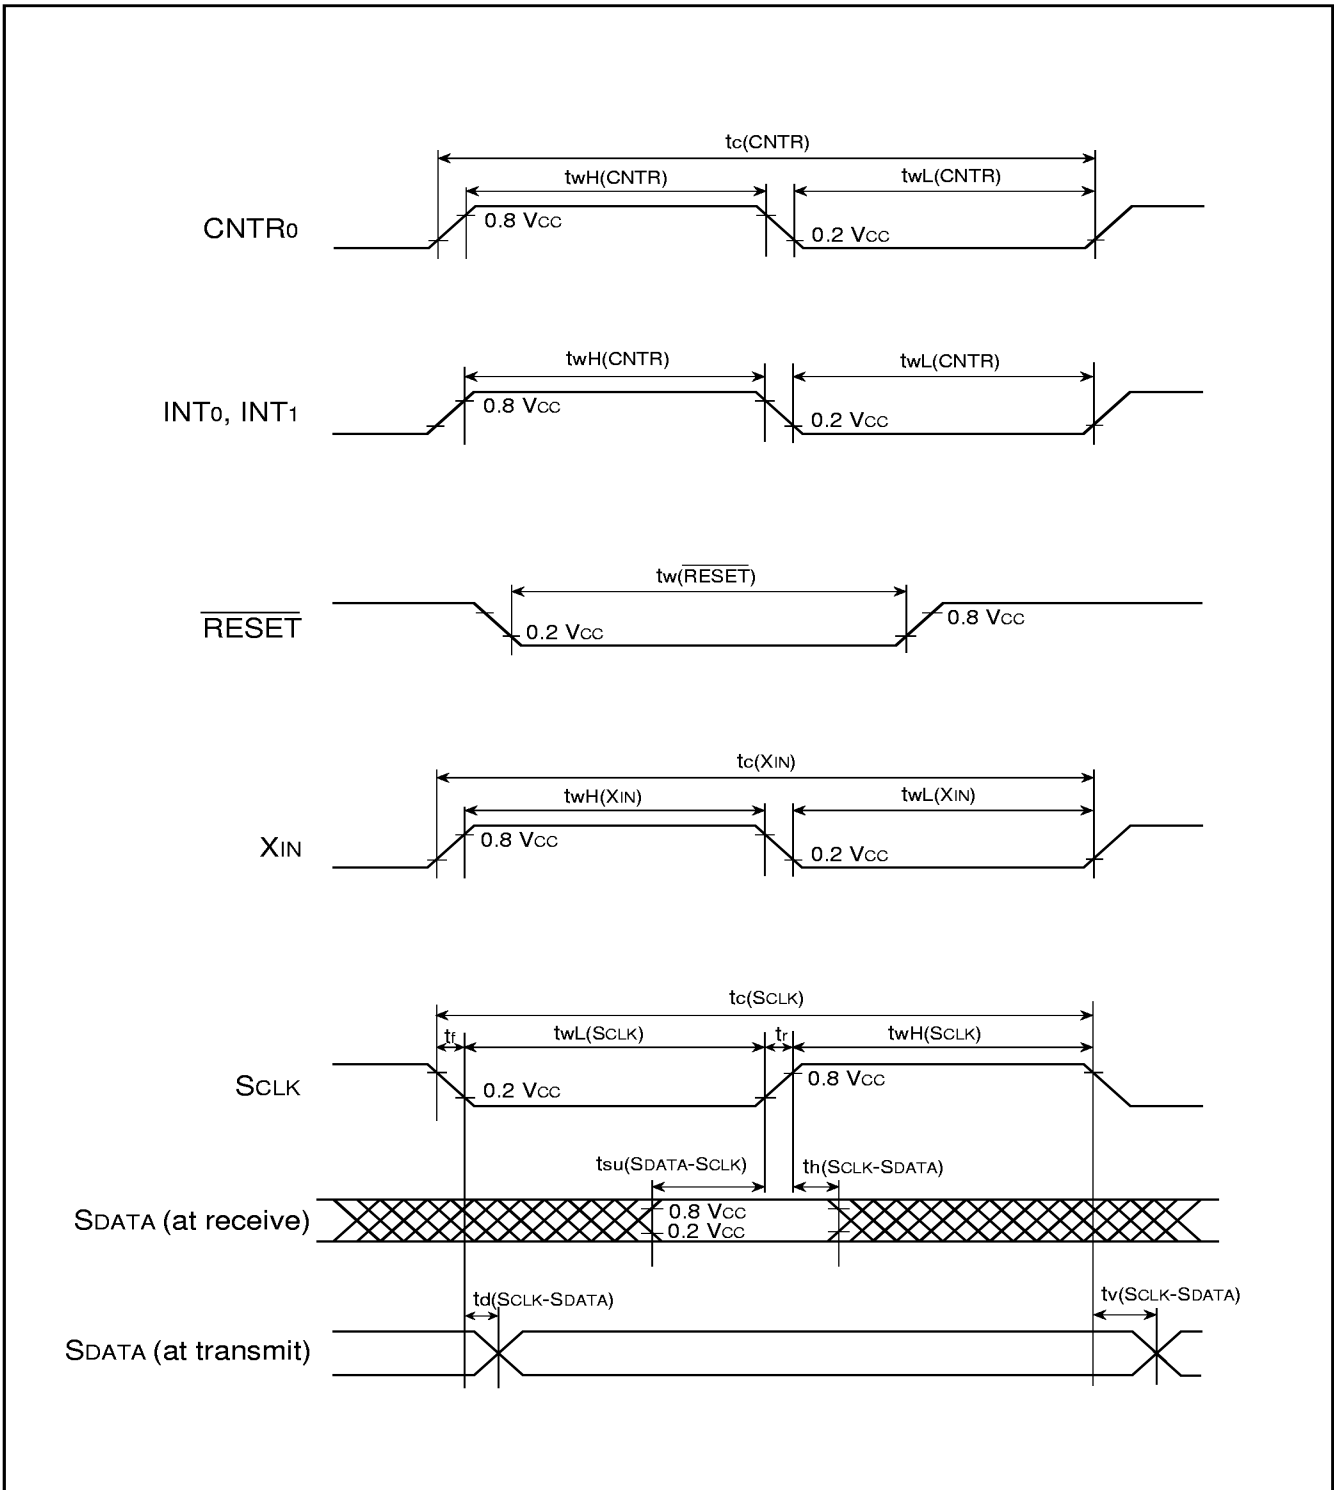 tc(CNTR)
twH(CNTR) twL(CNTR)
CNTR0 0.8 VCC 0.2 VCC
twH(CNTR) twL(CNTR)
INT0, INT1 0.8 VCC 0.2 VCC
tw(RESET)
RESET 0.2 VCC 0.8 VCC
tc(XIN)
twH(XIN) twL(XIN)
XIN 0.8 VCC 0.2 VCC
tc(SCLK)
tf twL(SCLK) tr twH(SCLK)
SCLK 0.2 VCC 0.8 VCC
tsu(SDATA-SCLK) th(SCLK-SDATA)
SDATA (at receive) 0.8 VCC
0.2 VCC
td(SCLK-SDATA) tv(SCLK-SDATA)
SDATA (at transmit)